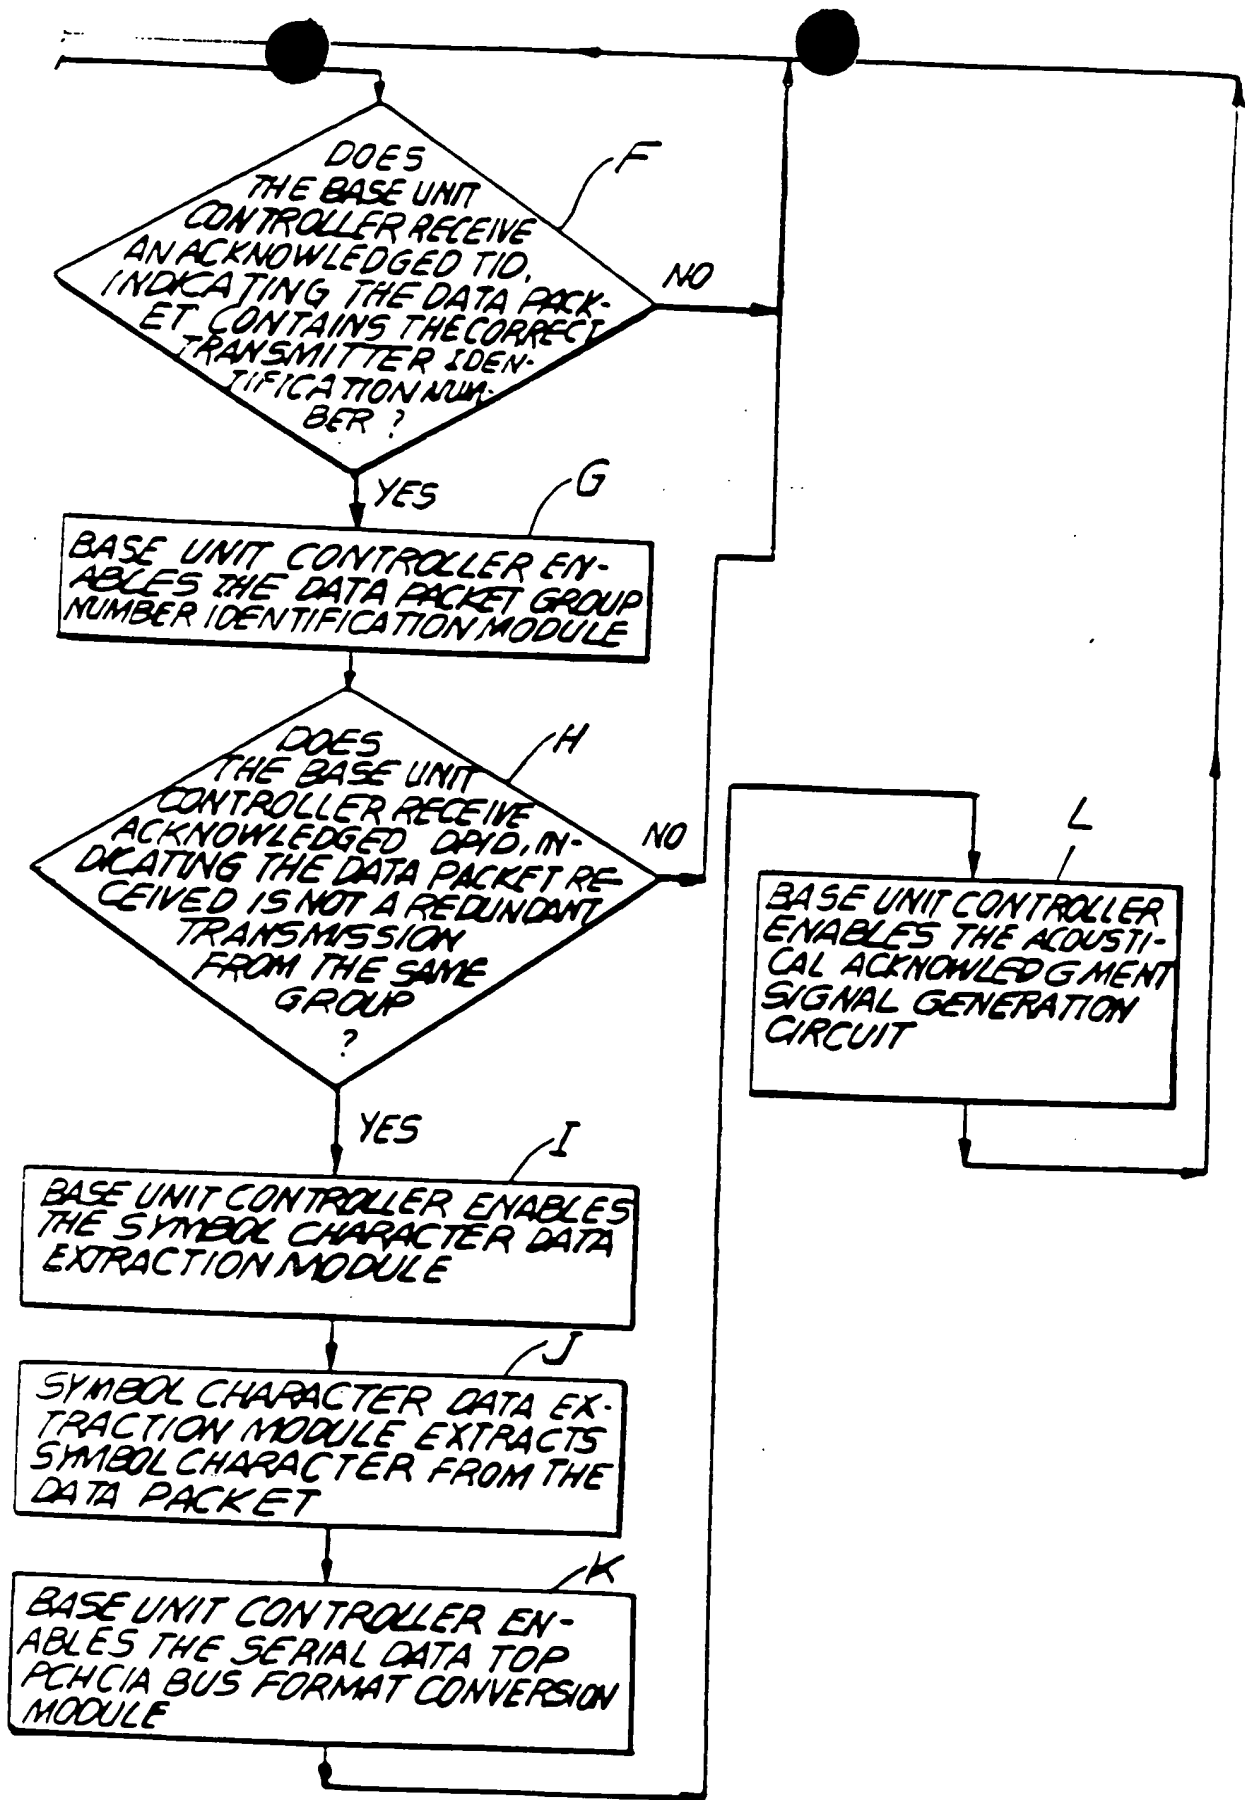 F
DOES
THE BASE UNIT
CONTROLLER RECEIVE
AN ACKNOWLEDGED TID,
INDICATING THE DATA PACK-
ET CONTAINS THE CORRECT
TRANSMITTER IDEN-
TIFICATION NUM-
BER ?
NO
YES
G
BASE UNIT CONTROLLER EN-
ABLES THE DATA PACKET GROUP
NUMBER IDENTIFICATION MODULE
H
DOES
THE BASE UNIT
CONTROLLER RECEIVE
ACKNOWLEDGED DPID, IN-
DICATING THE DATA PACKET RE-
CEIVED IS NOT A REDUNDANT
TRANSMISSION
FROM THE SAME
GROUP
?
NO
YES
I
BASE UNIT CONTROLLER ENABLES
THE SYMBOL CHARACTER DATA
EXTRACTION MODULE
J
SYMBOL CHARACTER DATA EX-
TRACTION MODULE EXTRACTS
SYMBOL CHARACTER FROM THE
DATA PACKET
K
BASE UNIT CONTROLLER EN-
ABLES THE SERIAL DATA TOP
PCHCIA BUS FORMAT CONVERSION
MODULE
L
BASE UNIT CONTROLLER
ENABLES THE ACOUSTI-
CAL ACKNOWLEDGMENT
SIGNAL GENERATION
CIRCUIT